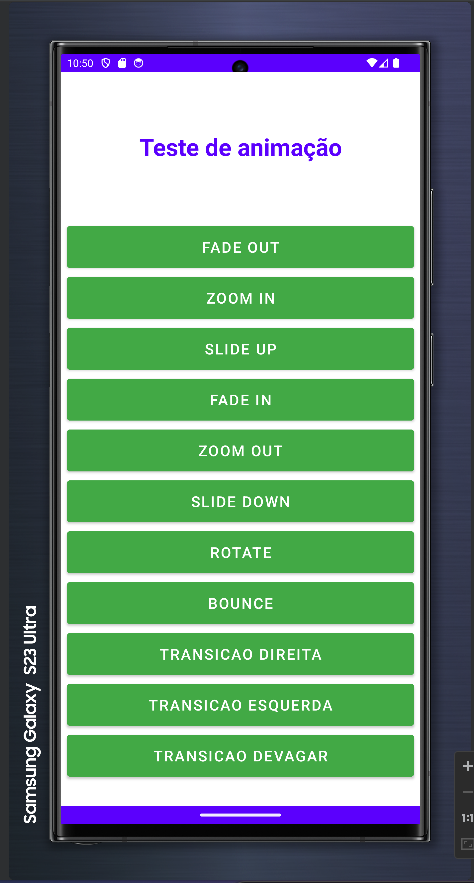 10:50
Teste de animação
FADE OUT
ZOOM IN
SLIDE UP
FADE IN
ZOOM OUT
SLIDE DOWN
ROTATE
BOUNCE
TRANSICAO DIREITA
TRANSICAO ESQUERDA
TRANSICAO DEVAGAR
Samsung Galaxy S23 Ultra
+
1:1